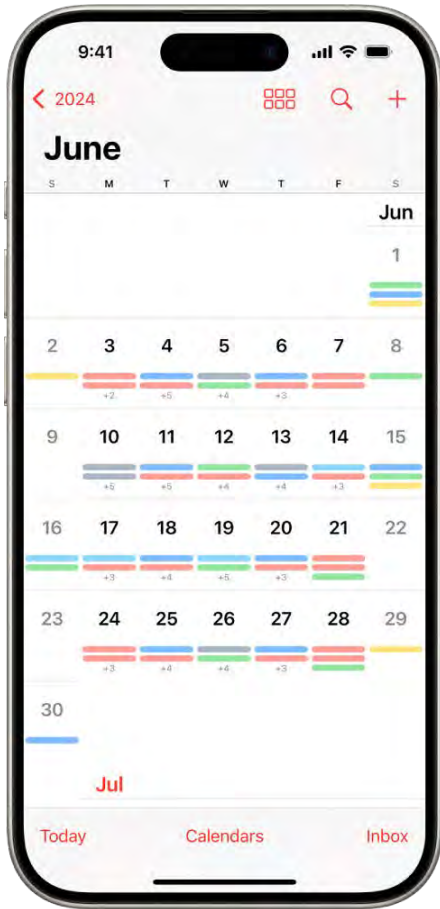 9:41
2024
June
S M T W T F S
Jun
1
2 3 4 5 6 7 8
+2 +5 +4 +3
9 10 11 12 13 14 15
+5 +5 +4 +4 +3
16 17 18 19 20 21 22
+3 +4 +5 +3
23 24 25 26 27 28 29
+3 +4 +4 +3
30
Jul
Today Calendars Inbox